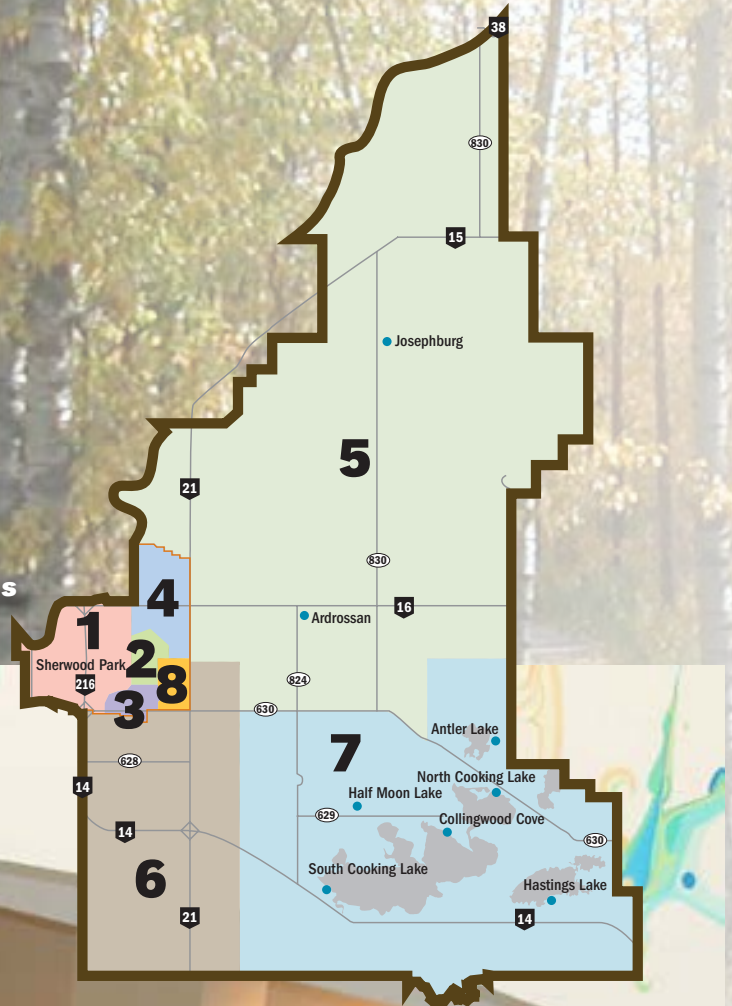 38
830
15
Josephburg
5
21
830
s
4
16
1
Ardrossan
2
Sherwood Park
8
216
824
3
630
7
Antler Lake
628
North Cooking Lake
14
Half Moon Lake
629
Collingwood Cove
14
630
6
South Cooking Lake
Hastings Lake
21
14